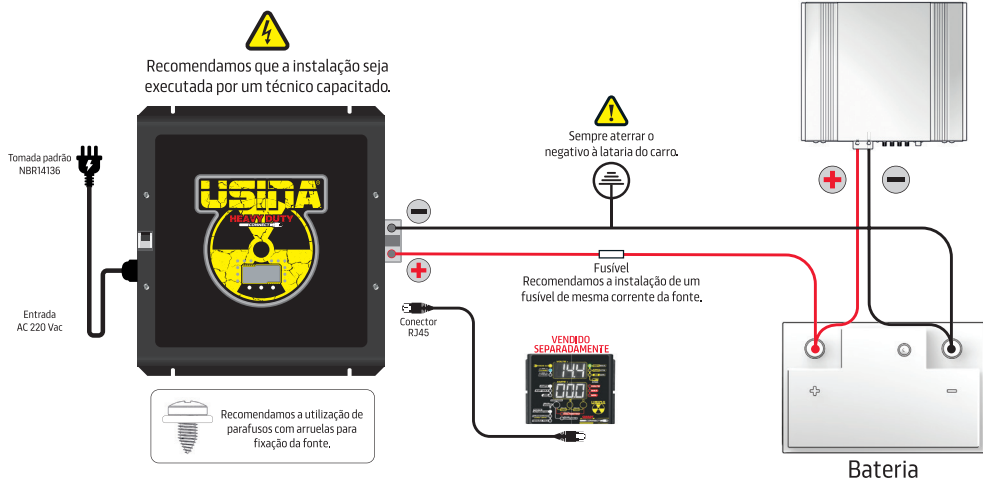 Recomendamos que a instalação seja
executada por um técnico capacitado.
Tomada padrão
NBR14136
Entrada
AC 220 Vac
USINA
HEAVY DUTY
Sempre aterrar o
negativo à lataria do carro.
Fusível
Recomendamos a instalação de um
fusível de mesma corrente da fonte.
Conector
RJ45
VENDIDO
SEPARADAMENTE
14.4
000
Recomendamos a utilização de
parafusos com arruelas para
fixação da fonte.
Bateria